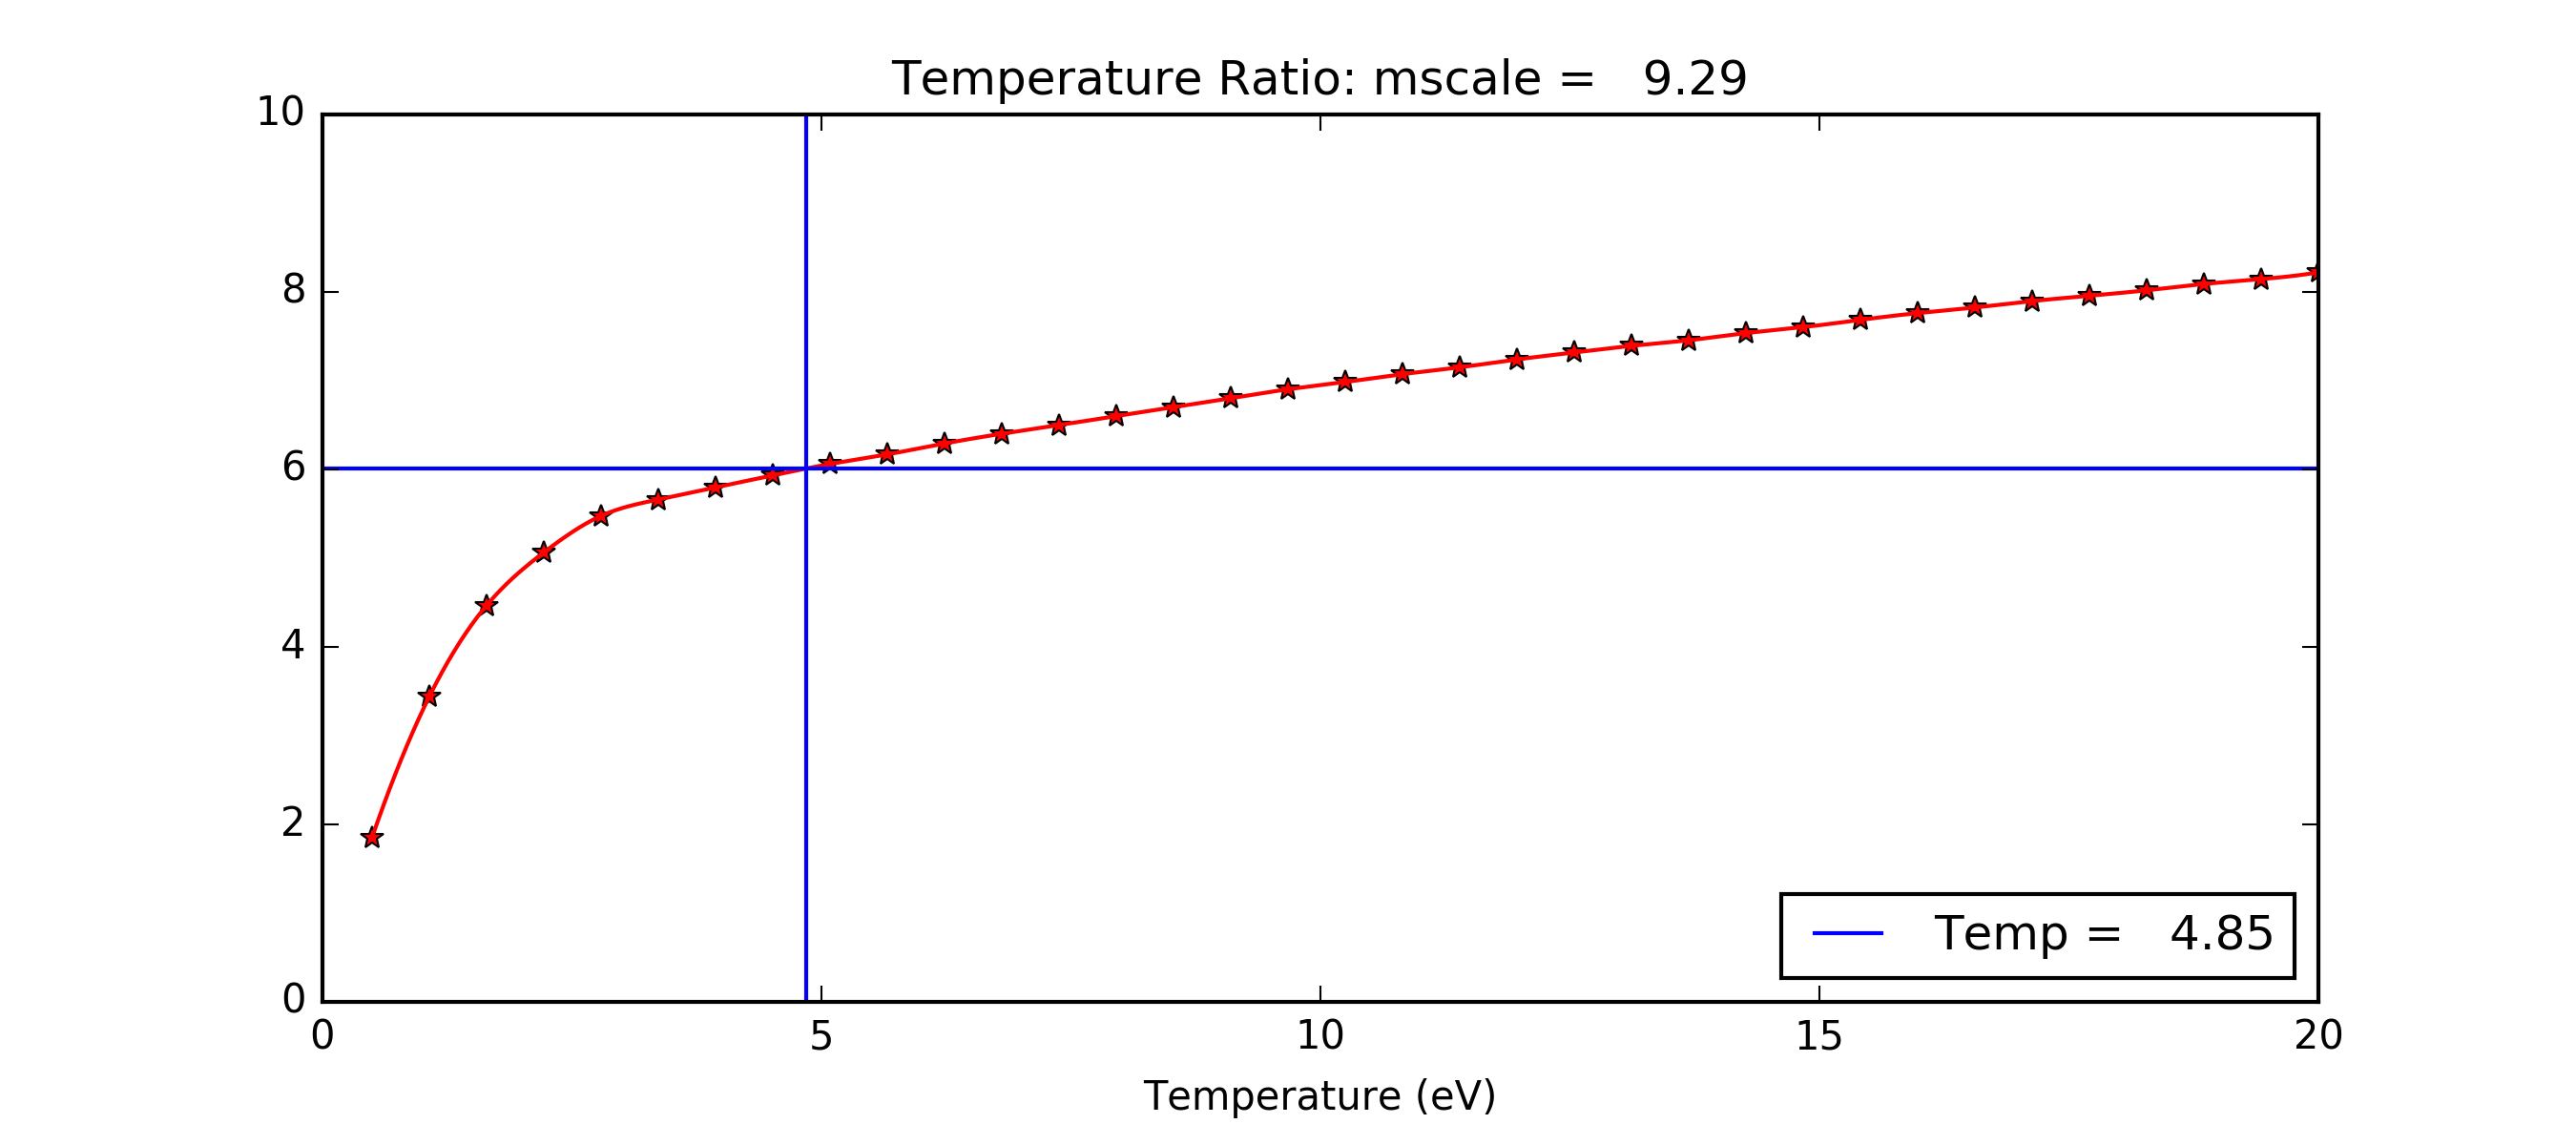 Temperature Ratio: mscale =   9.29
10
8
6
4
2
0
0 5 10 15 20
Temperature (eV)
Temp =   4.85